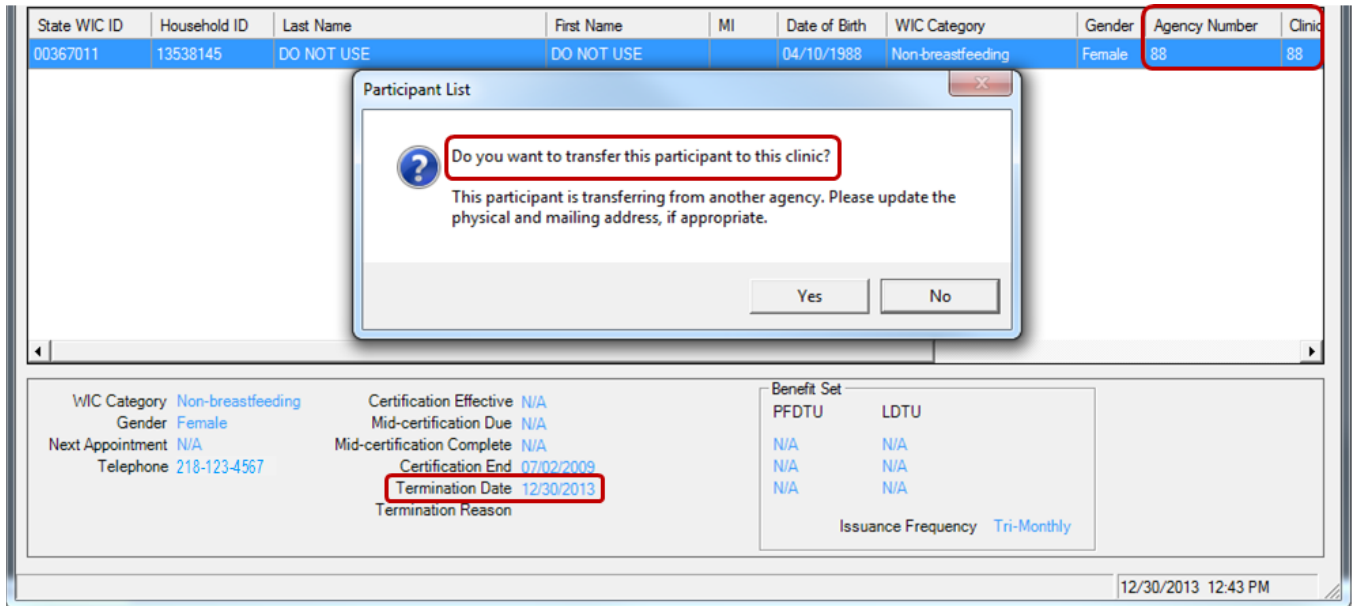 State WIC ID Household ID Last Name First Name MI Date of Birth WIC Category Gender Agency Number Clinic
00367011 13538145 DO NOT USE DO NOT USE 04/10/1988 Non-breastfeeding Female 88 88
Participant List
Do you want to transfer this participant to this clinic?
This participant is transferring from another agency. Please update the
physical and mailing address, if appropriate.
Yes No
WIC Category Non-breastfeeding Certification Effective N/A Benefit Set
Gender Female Mid-certification Due N/A PFDTU LDTU
Next Appointment N/A Mid-certification Complete N/A N/A N/A
Telephone 218-123-4567 Certification End 07/02/2009 N/A N/A
Termination Date 12/30/2013 N/A N/A
Termination Reason
Issuance Frequency Tri-Monthly
12/30/2013 12:43 PM